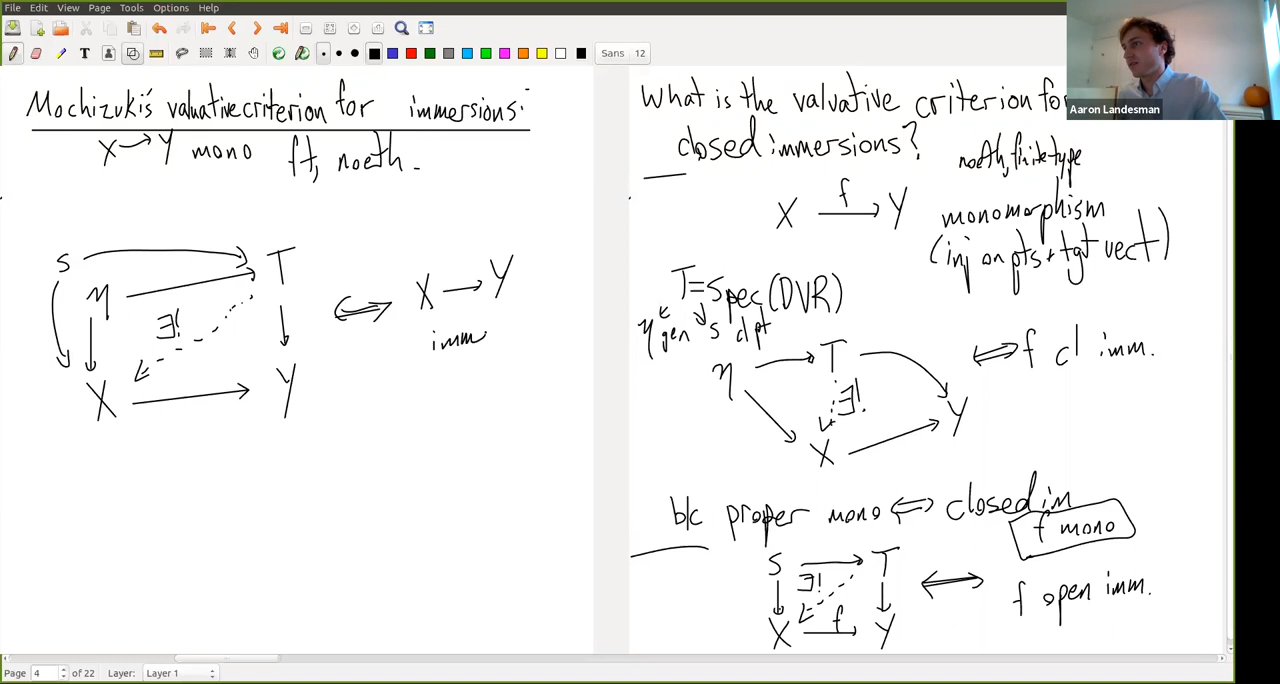 File Edit View Page Tools Options Help
Sans 12
Aaron Landesman
Mochizuki's valuative criterion for immersions:
X → Y mono ft, noeth.
S T
η
∃!
X Y
⇔ X → Y
imm
What is the valuative criterion for
closed immersions?
noeth, finite type
X f→ Y
monomorphism
(inj on pts + tgt vect)
T = Spec(DVR)
η gen s cl pt
η → T
∃!
X Y
⇔ f cl imm.
b/c proper mono ⇔ closed im
f mono
S → T
∃!
f
X Y
⇔ f open imm.
Page 4 of 22 Layer: Layer 1